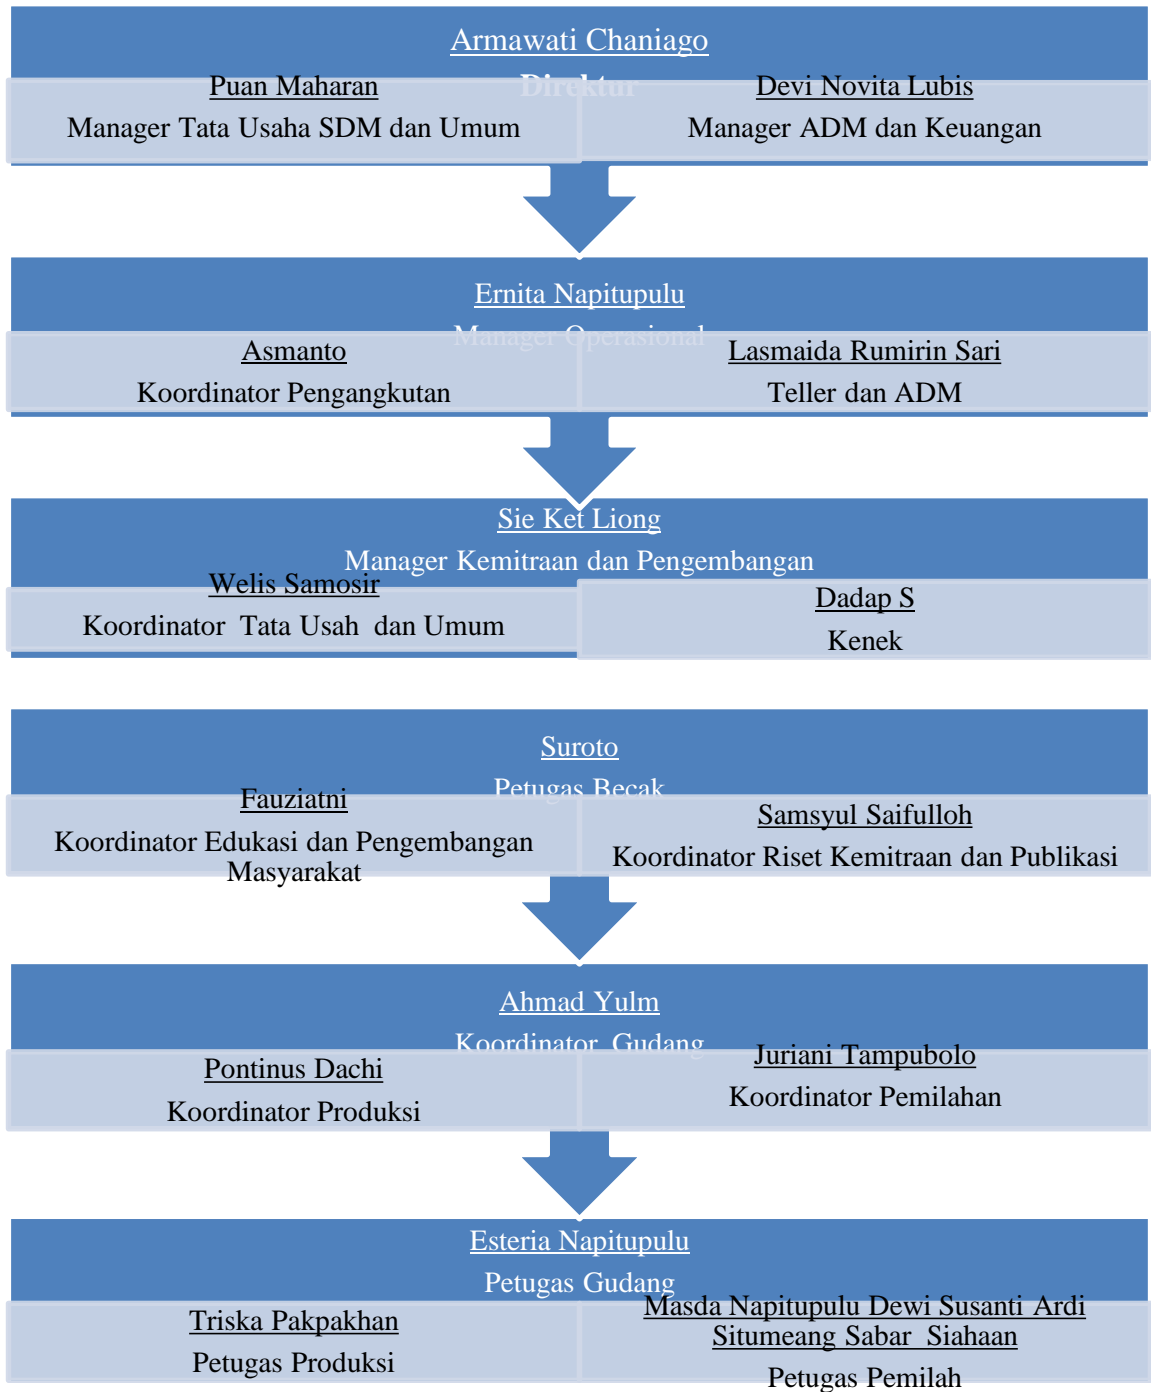 Armawati Chaniago
Direktur
Puan Maharan
Manager Tata Usaha SDM dan Umum
Devi Novita Lubis
Manager ADM dan Keuangan
Ernita Napitupulu
Manager Operasional
Asmanto
Koordinator Pengangkutan
Lasmaida Rumirin Sari
Teller dan ADM
Sie Ket Liong
Manager Kemitraan dan Pengembangan
Welis Samosir
Koordinator  Tata Usah  dan Umum
Dadap S
Kenek
Suroto
Petugas Becak
Fauziatni
Koordinator Edukasi dan Pengembangan
Masyarakat
Samsyul Saifulloh
Koordinator Riset Kemitraan dan Publikasi
Ahmad Yulm
Koordinator  Gudang
Pontinus Dachi
Koordinator Produksi
Juriani Tampubolo
Koordinator Pemilahan
Esteria Napitupulu
Petugas Gudang
Triska Pakpakhan
Petugas Produksi
Masda Napitupulu Dewi Susanti Ardi
Situmeang Sabar  Siahaan
Petugas Pemilah